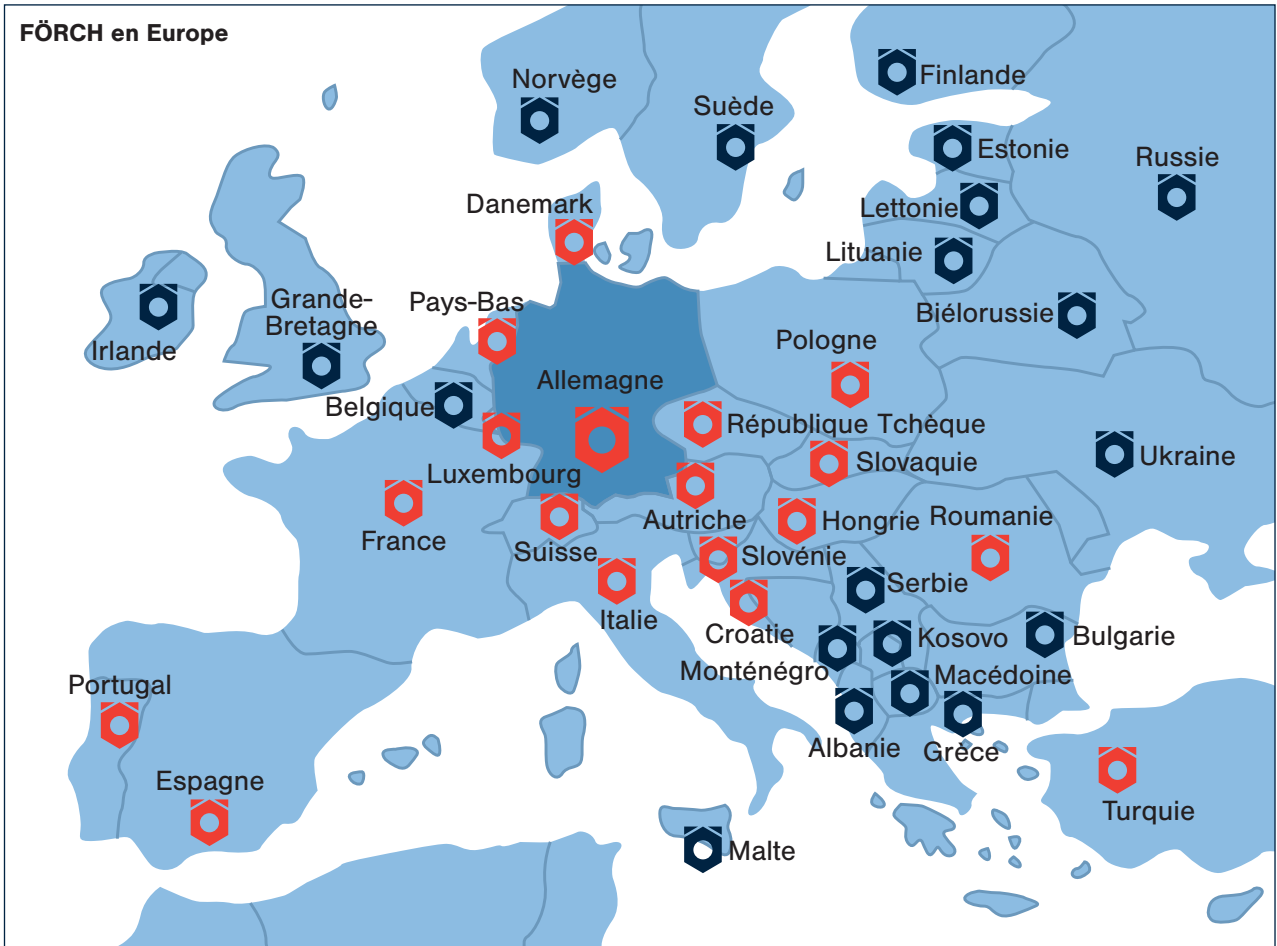 FÖRCH en Europe
Norvège
Finlande
Suède
Estonie
Russie
Danemark
Lettonie
Lituanie
Grande-
Bretagne
Pays-Bas
Biélorussie
Irlande
Pologne
Allemagne
Belgique
République Tchèque
Ukraine
Slovaquie
Luxembourg
Autriche
Hongrie
Roumanie
France
Suisse
Slovénie
Serbie
Italie
Croatie
Kosovo
Bulgarie
Monténégro
Macédoine
Portugal
Albanie
Grèce
Espagne
Turquie
Malte